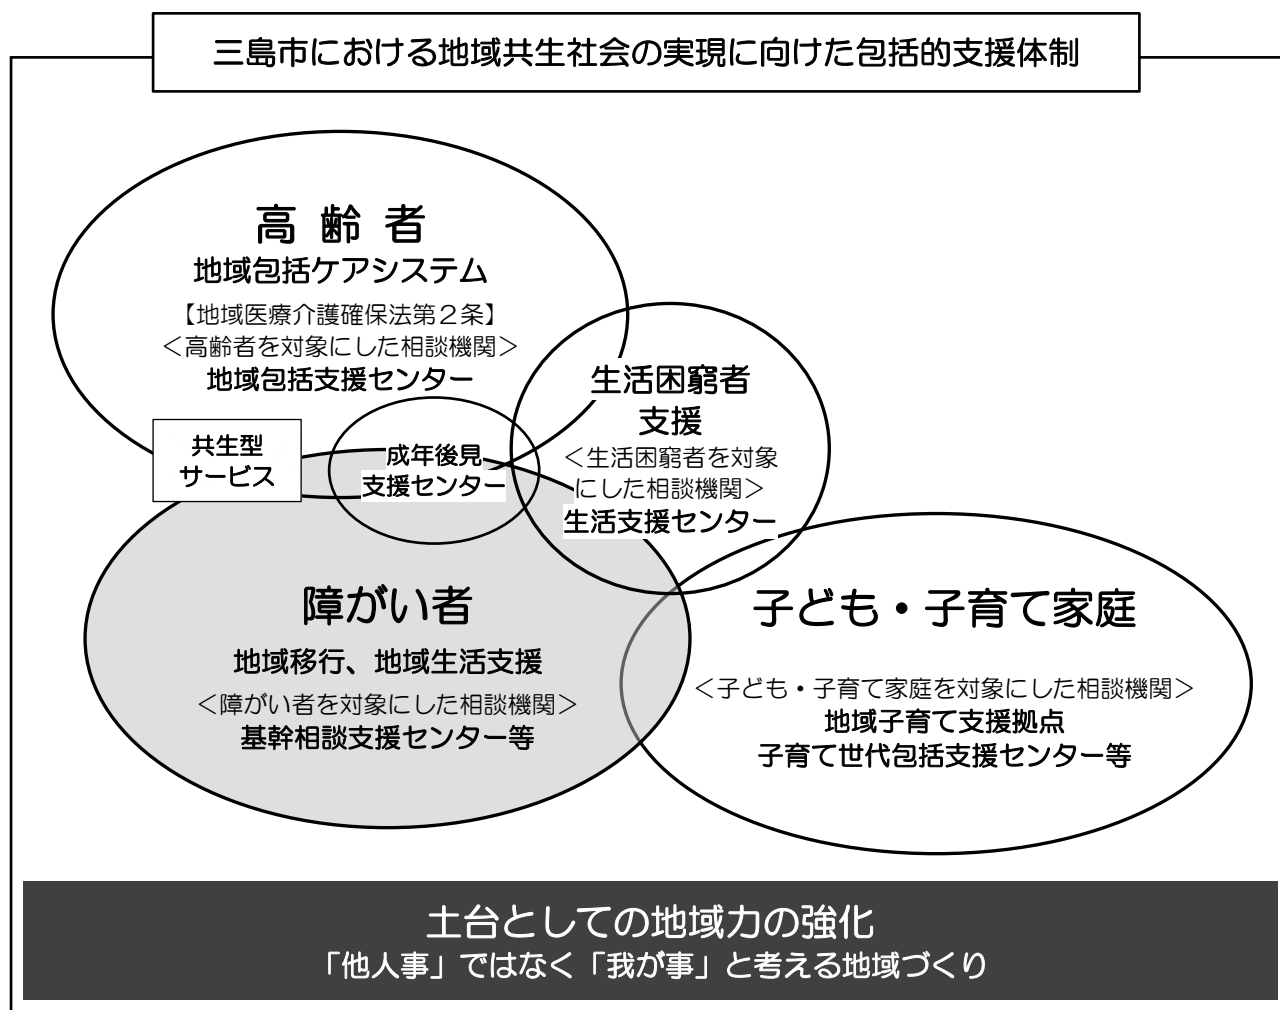 三島市における地域共生社会の実現に向けた包括的支援体制
高 齢 者
地域包括ケアシステム
【地域医療介護確保法第２条】
＜高齢者を対象にした相談機関＞
地域包括支援センター
共生型
サービス
成年後見
支援センター
生活困窮者
支援
＜生活困窮者を対象
にした相談機関＞
生活支援センター
障がい者
地域移行、地域生活支援
＜障がい者を対象にした相談機関＞
基幹相談支援センター等
子ども・子育て家庭
＜子ども・子育て家庭を対象にした相談機関＞
地域子育て支援拠点
子育て世代包括支援センター等
土台としての地域力の強化
「他人事」ではなく「我が事」と考える地域づくり